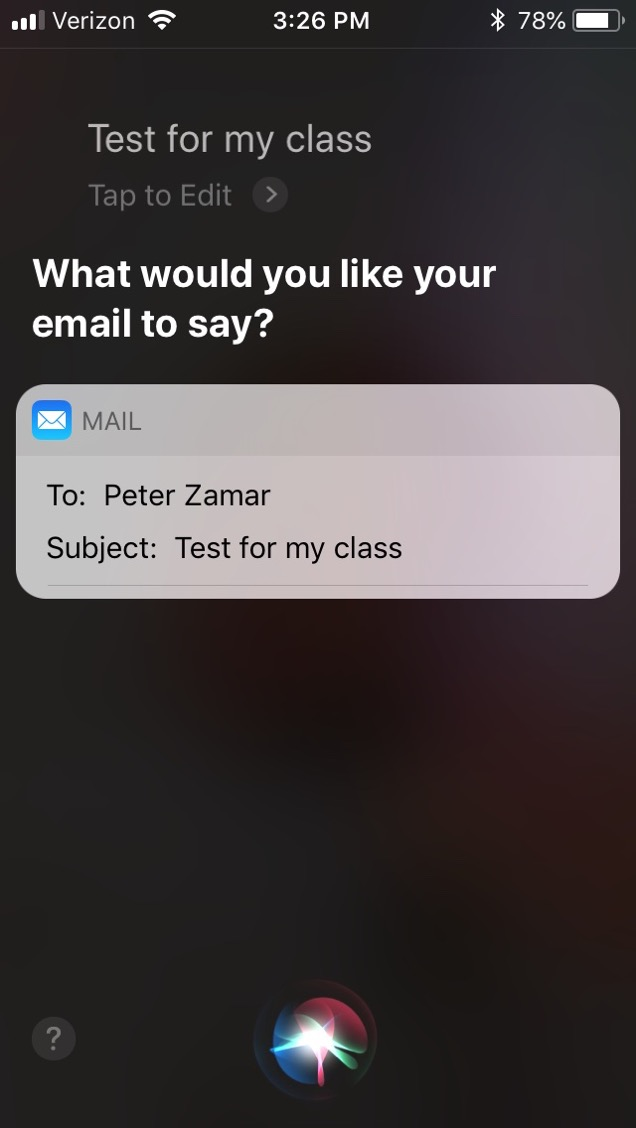 Verizon 3:26 PM 78%
Test for my class
Tap to Edit
What would you like your
email to say?
MAIL
To: Peter Zamar
Subject: Test for my class
?